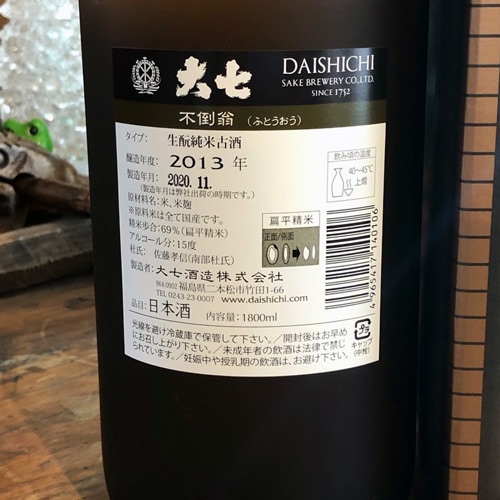 大七
DAISHICHI
SAKE BREWERY CO., LTD.
SINCE 1752
不倒翁 (ふとうおう)
タイプ: 生酛純米古酒
醸造年度: 2013 年
製造年月: 2020.11.
(製造年月は弊社出荷の時期です。)
原材料名:米、米麹
※原料米は全て国産です。
精米歩合:69%(扁平精米)
アルコール分:15度
杜氏: 佐藤孝信(南部杜氏)
飲み頃の温度
40~45℃
上燗
扁平精米
正面/側面
4965417140106
製造者:大七酒造株式会社
964-0902 福島県二本松市竹田1-66
TEL 0243-23-0007 www.daishichi.com
品目:日本酒 内容量:1800ml
光線を避け冷蔵庫で保管して下さい。/開封後はお早め
にお召し上がり下さい。/未成年者の飲酒は法律で禁じ
られています。/妊娠中や授乳期の飲酒は、お避け下さい。
プラ
キャップ
(中栓)